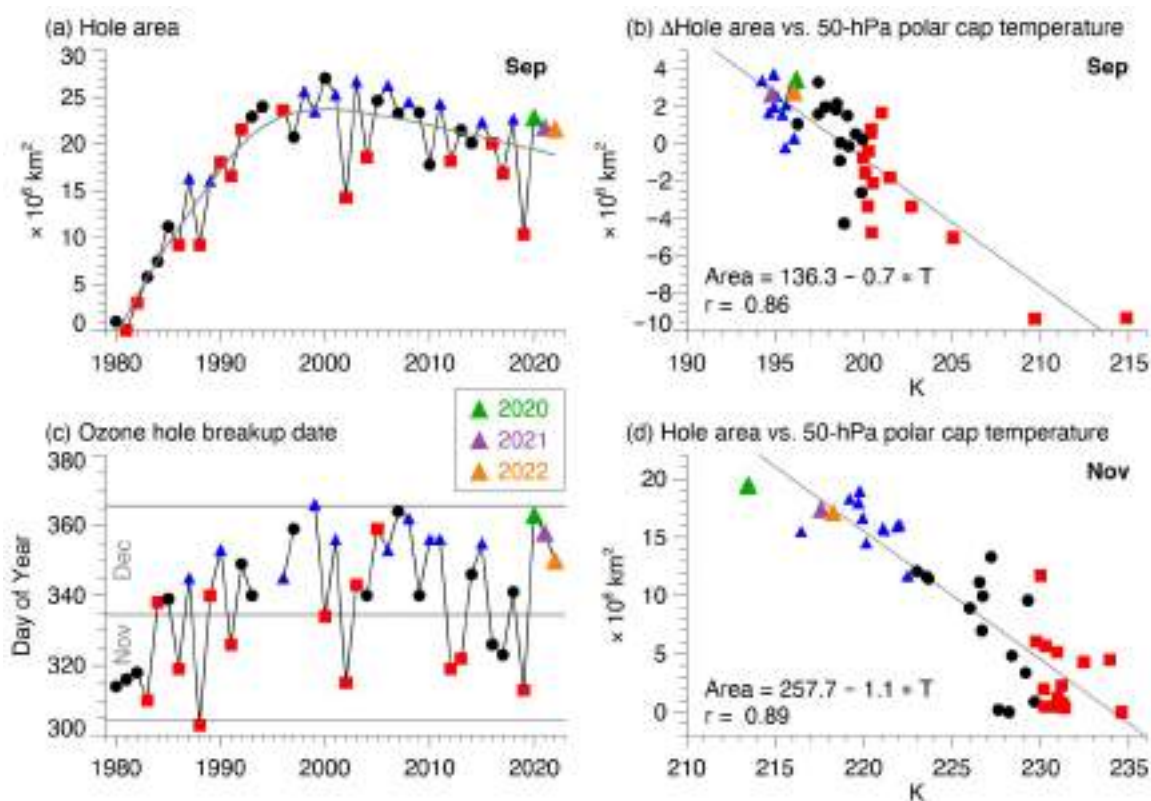 (a) Hole area
Sep
× 10⁶ km²
30
25
20
15
10
5
0
1980 1990 2000 2010 2020
(b) ΔHole area vs. 50-hPa polar cap temperature
Sep
× 10⁶ km²
4
2
0
−2
−4
−6
−8
−10
Area = 136.3 − 0.7 * T
r = 0.86
190 195 200 205 210 215
K
2020
2021
2022
(c) Ozone hole breakup date
Day of Year
380
360
340
320
300
Dec
Nov
1980 1990 2000 2010 2020
(d) Hole area vs. 50-hPa polar cap temperature
Nov
× 10⁶ km²
20
15
10
5
0
Area = 257.7 − 1.1 * T
r = 0.89
210 215 220 225 230 235
K